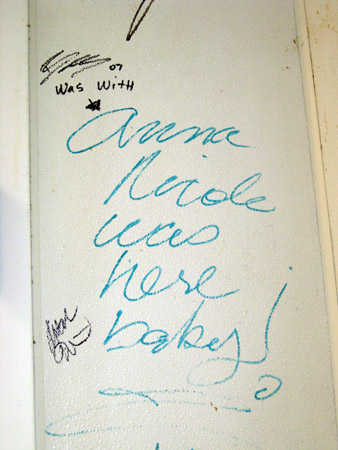 07
was with
anna
nicole
was
here
baby!